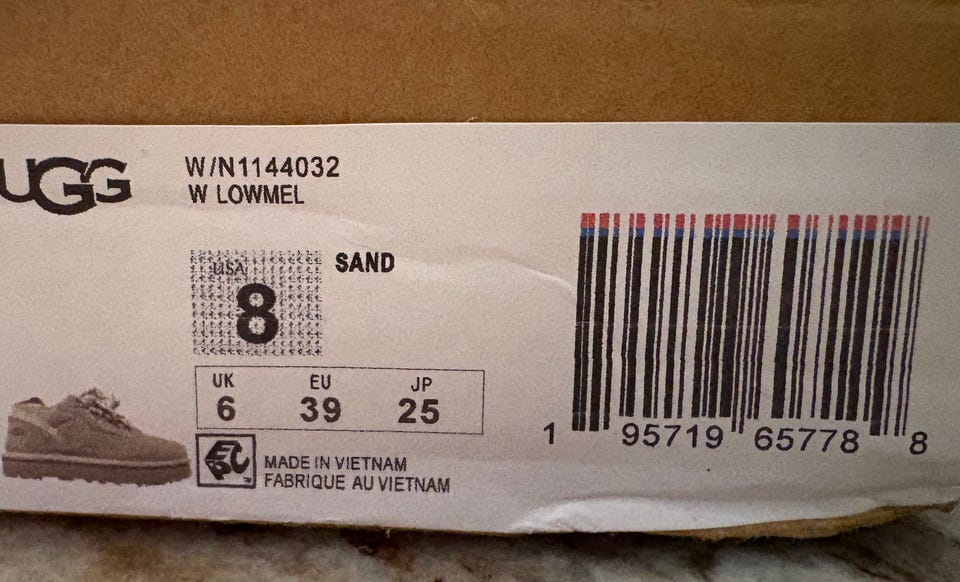 UGG
W/N1144032
W LOWMEL
SAND
USA
8
UK EU JP
6 39 25
MADE IN VIETNAM
FABRIQUE AU VIETNAM
1 95719 65778 8